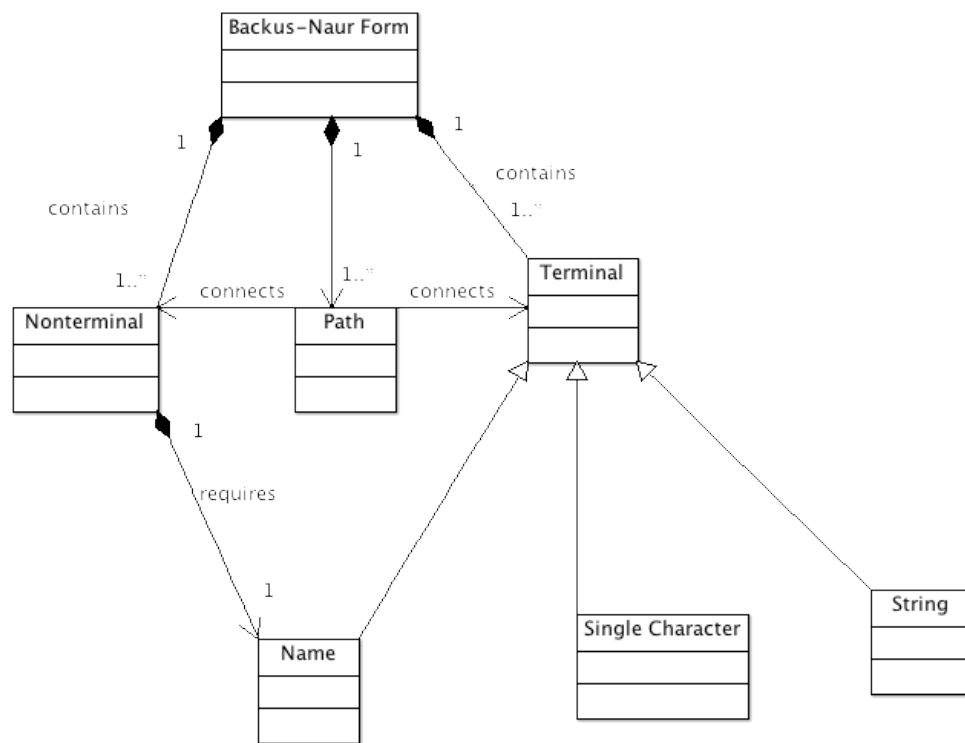 Backus-Naur Form
1
1
1
contains
contains
1..*
1..*
1..*
connects
connects
Terminal
Nonterminal
Path
1
requires
1
Name
Single Character
String